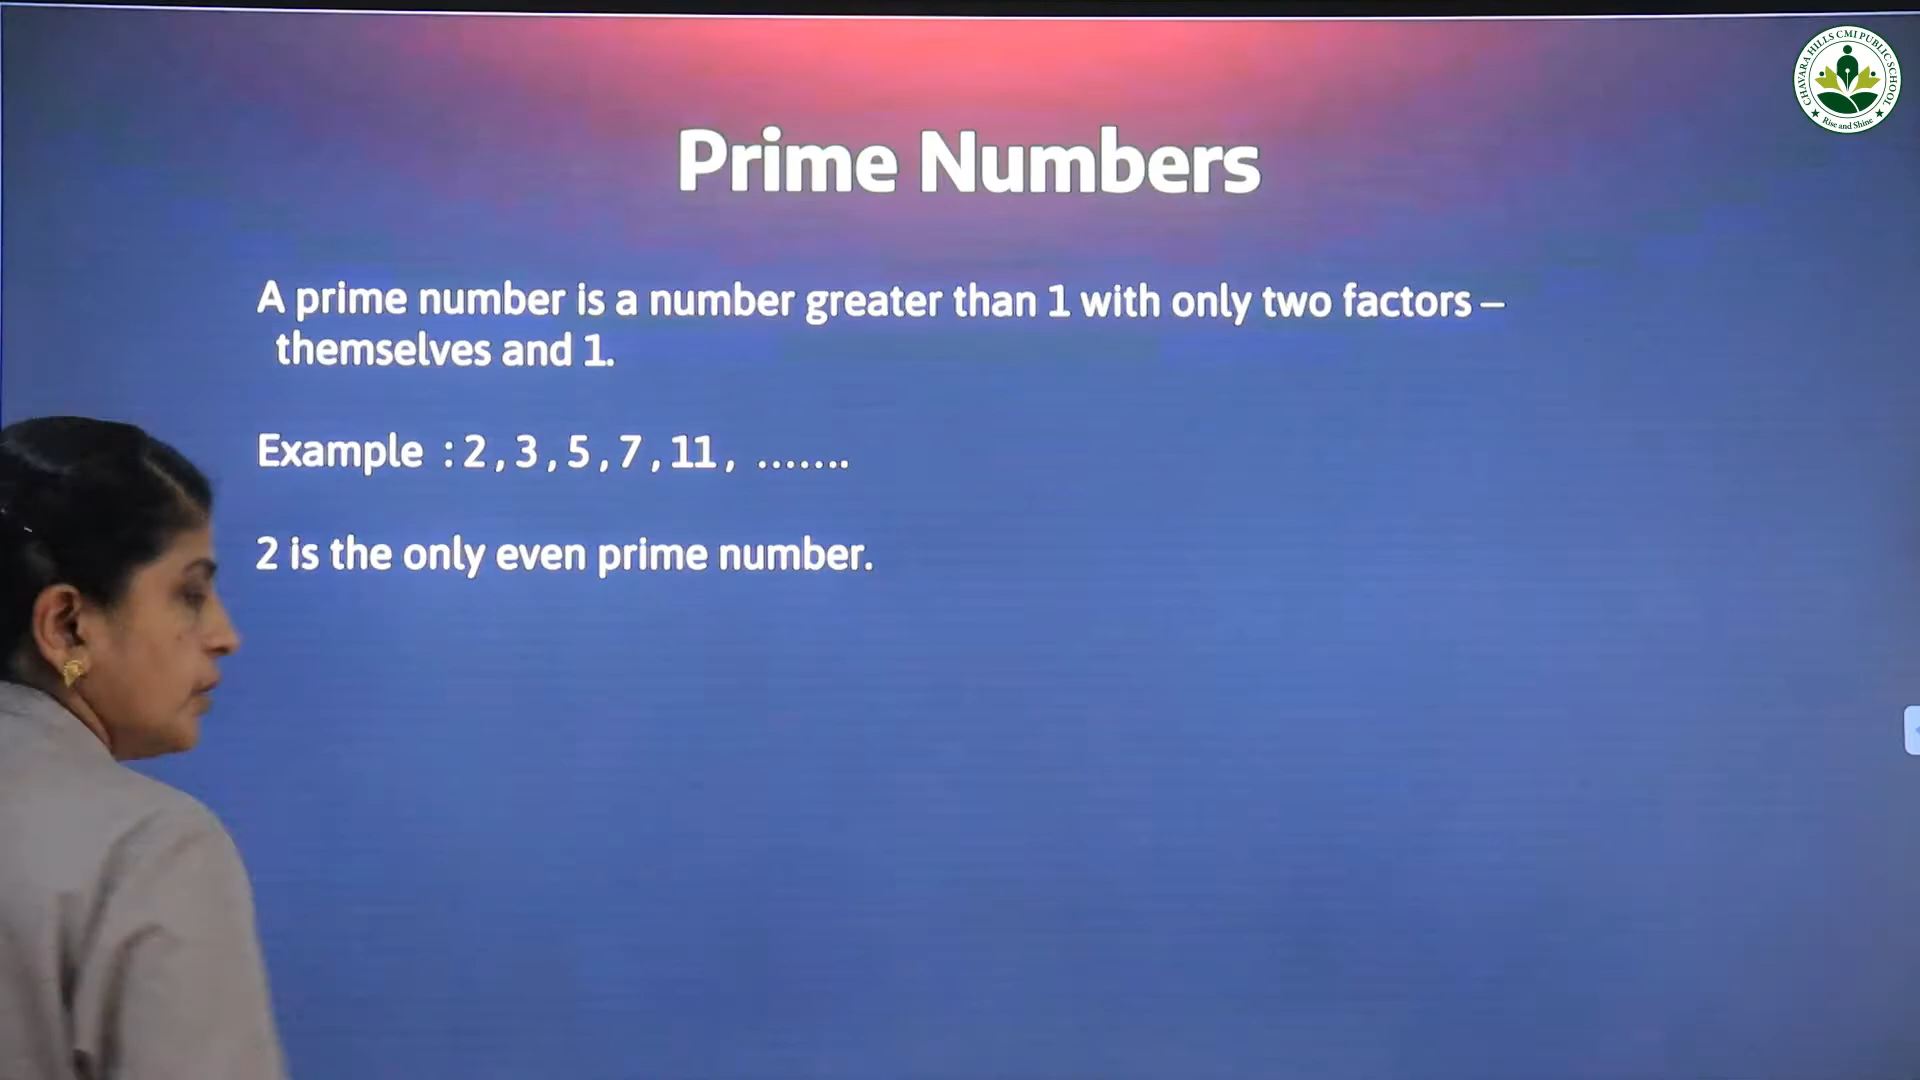 CHAVARA HILLS CMI PUBLIC SCHOOL
Rise and Shine
Prime Numbers
A prime number is a number greater than 1 with only two factors –
themselves and 1.
Example : 2 , 3 , 5 , 7 , 11 , .......
2 is the only even prime number.